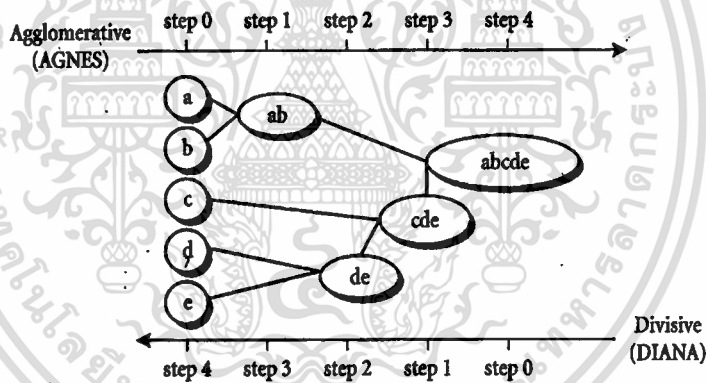 step 0 step 1 step 2 step 3 step 4
Agglomerative
(AGNES)
a
ab
b
abcde
c
cde
d
de
e
Divisive
(DIANA)
step 4 step 3 step 2 step 1 step 0